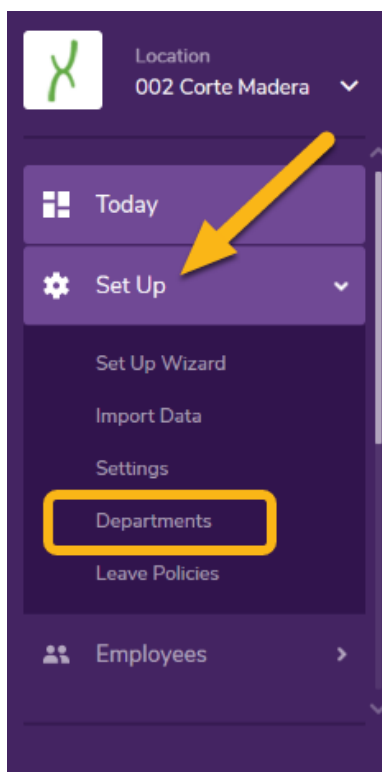 Location
002 Corte Madera
Today
Set Up
Set Up Wizard
Import Data
Settings
Departments
Leave Policies
Employees